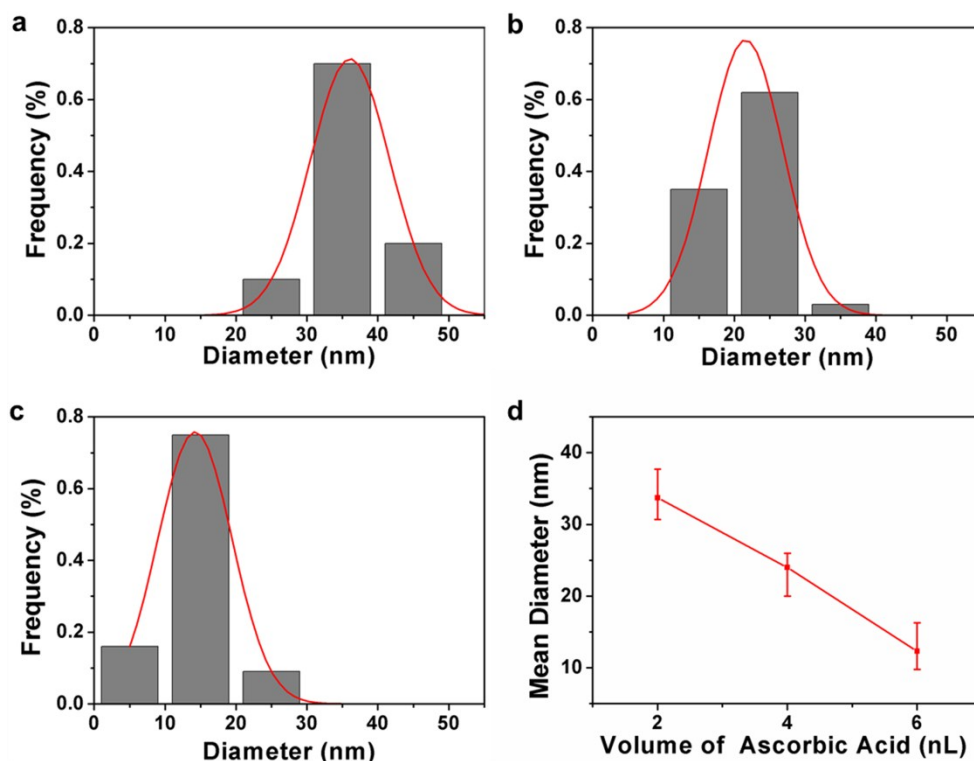 a
0.8
0.6
0.4
0.2
0.0
Frequency (%)
0 10 20 30 40 50
Diameter (nm)
b
0.8
0.6
0.4
0.2
0.0
Frequency (%)
0 10 20 30 40 50
Diameter (nm)
c
0.8
0.6
0.4
0.2
0.0
Frequency (%)
0 10 20 30 40 50
Diameter (nm)
d
40
30
20
10
Mean Diameter (nm)
2 4 6
Volume of Ascorbic Acid (nL)